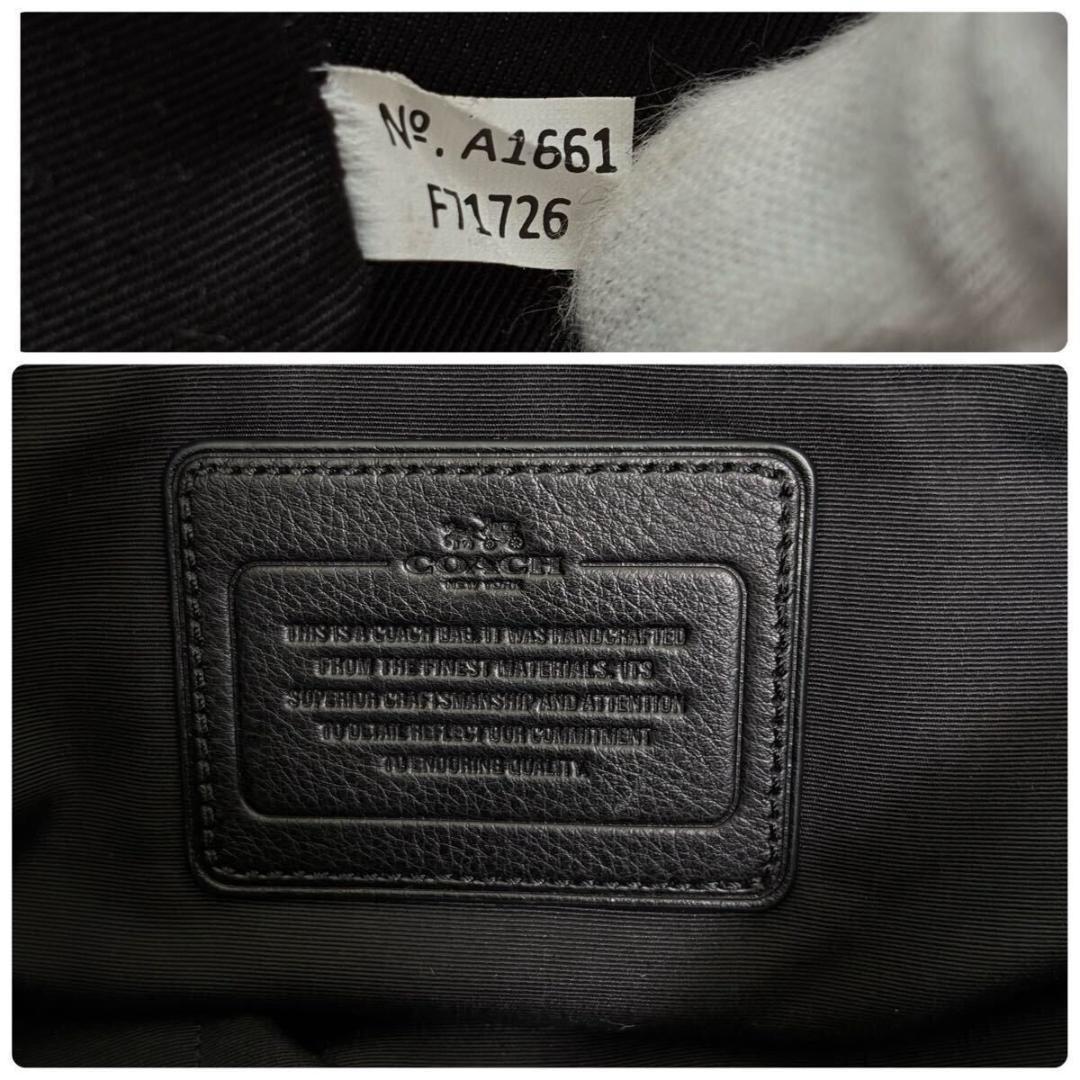 Nº. A1661
F71726
COACH
NEW YORK
THIS IS A COACH BAG. IT WAS HANDCRAFTED
FROM THE FINEST MATERIALS. ITS
SUPERIOR CRAFTSMANSHIP AND ATTENTION
TO DETAIL REFLECT OUR COMMITMENT
TO ENDURING QUALITY.